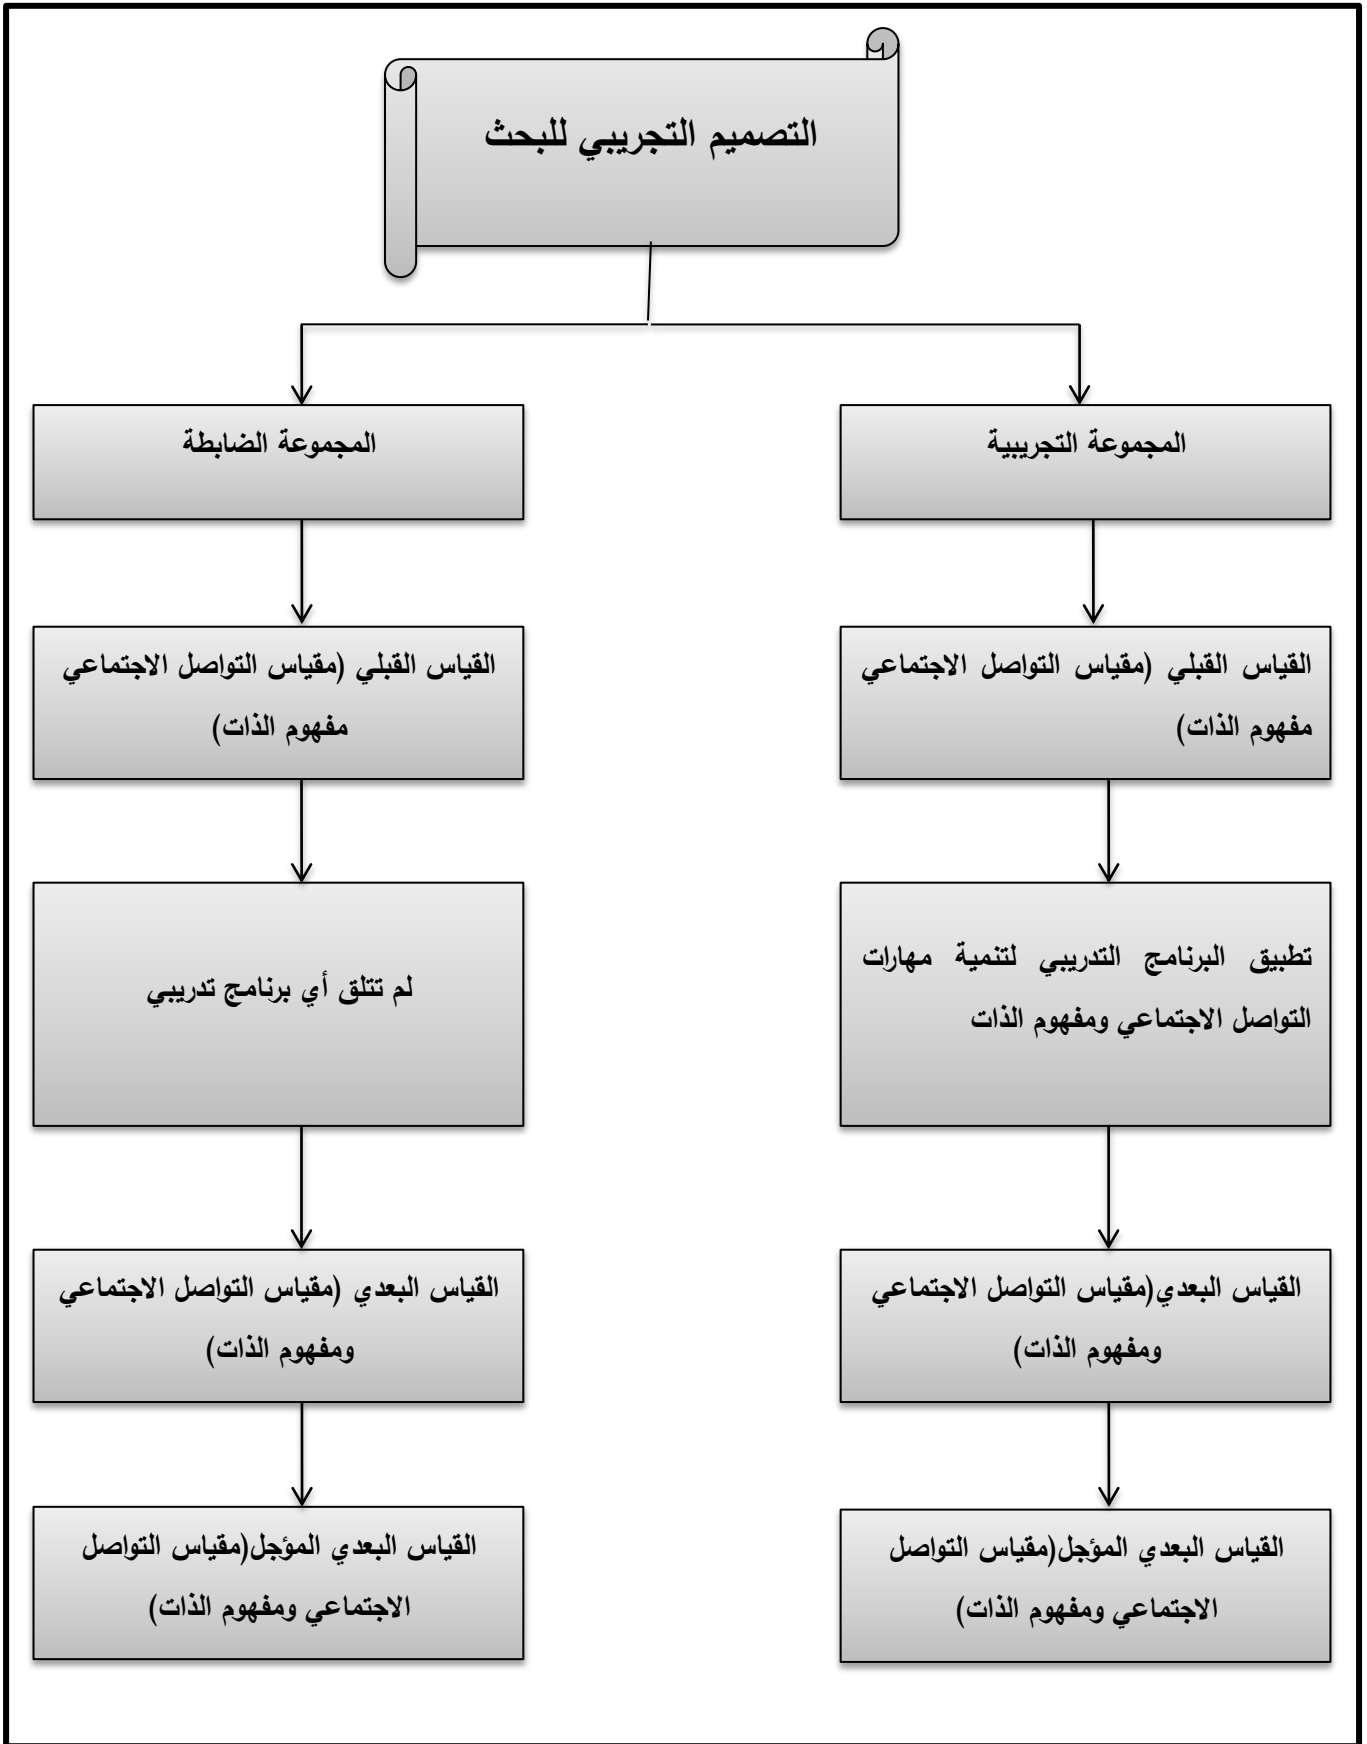 التصميم التجريبي للبحث
المجموعة التجريبية
المجموعة الضابطة
القياس القبلي (مقياس التواصل الاجتماعي
مفهوم الذات)
القياس القبلي (مقياس التواصل الاجتماعي
مفهوم الذات)
تطبيق البرنامج التدريبي لتنمية مهارات
التواصل الاجتماعي ومفهوم الذات
لم تتلق أي برنامج تدريبي
القياس البعدي(مقياس التواصل الاجتماعي
ومفهوم الذات)
القياس البعدي (مقياس التواصل الاجتماعي
ومفهوم الذات)
القياس البعدي المؤجل(مقياس التواصل
الاجتماعي ومفهوم الذات)
القياس البعدي المؤجل(مقياس التواصل
الاجتماعي ومفهوم الذات)